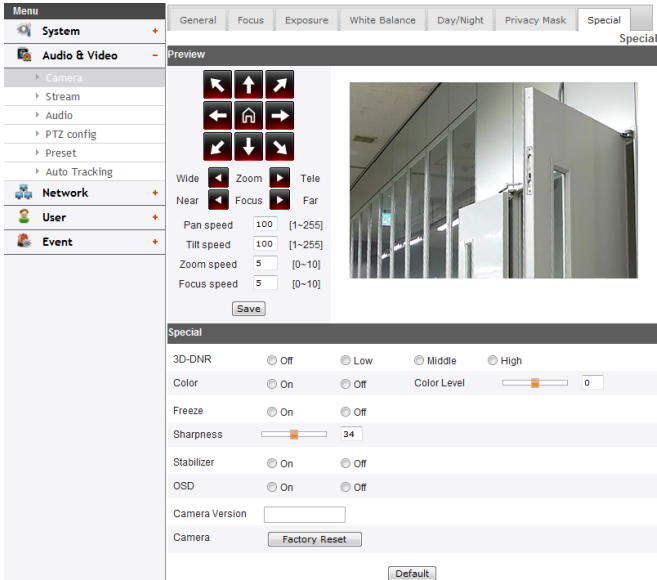 Menu
System +
Audio & Video -
Camera
Stream
Audio
PTZ config
Preset
Auto Tracking
Network +
User +
Event +
General Focus Exposure White Balance Day/Night Privacy Mask Special
Special
Preview
Wide Zoom Tele
Near Focus Far
Pan speed 100 [1~255]
Tilt speed 100 [1~255]
Zoom speed 5 [0~10]
Focus speed 5 [0~10]
Save
Special
3D-DNR Off Low Middle High
Color On Off Color Level 0
Freeze On Off
Sharpness 34
Stabilizer On Off
OSD On Off
Camera Version
Camera Factory Reset
Default